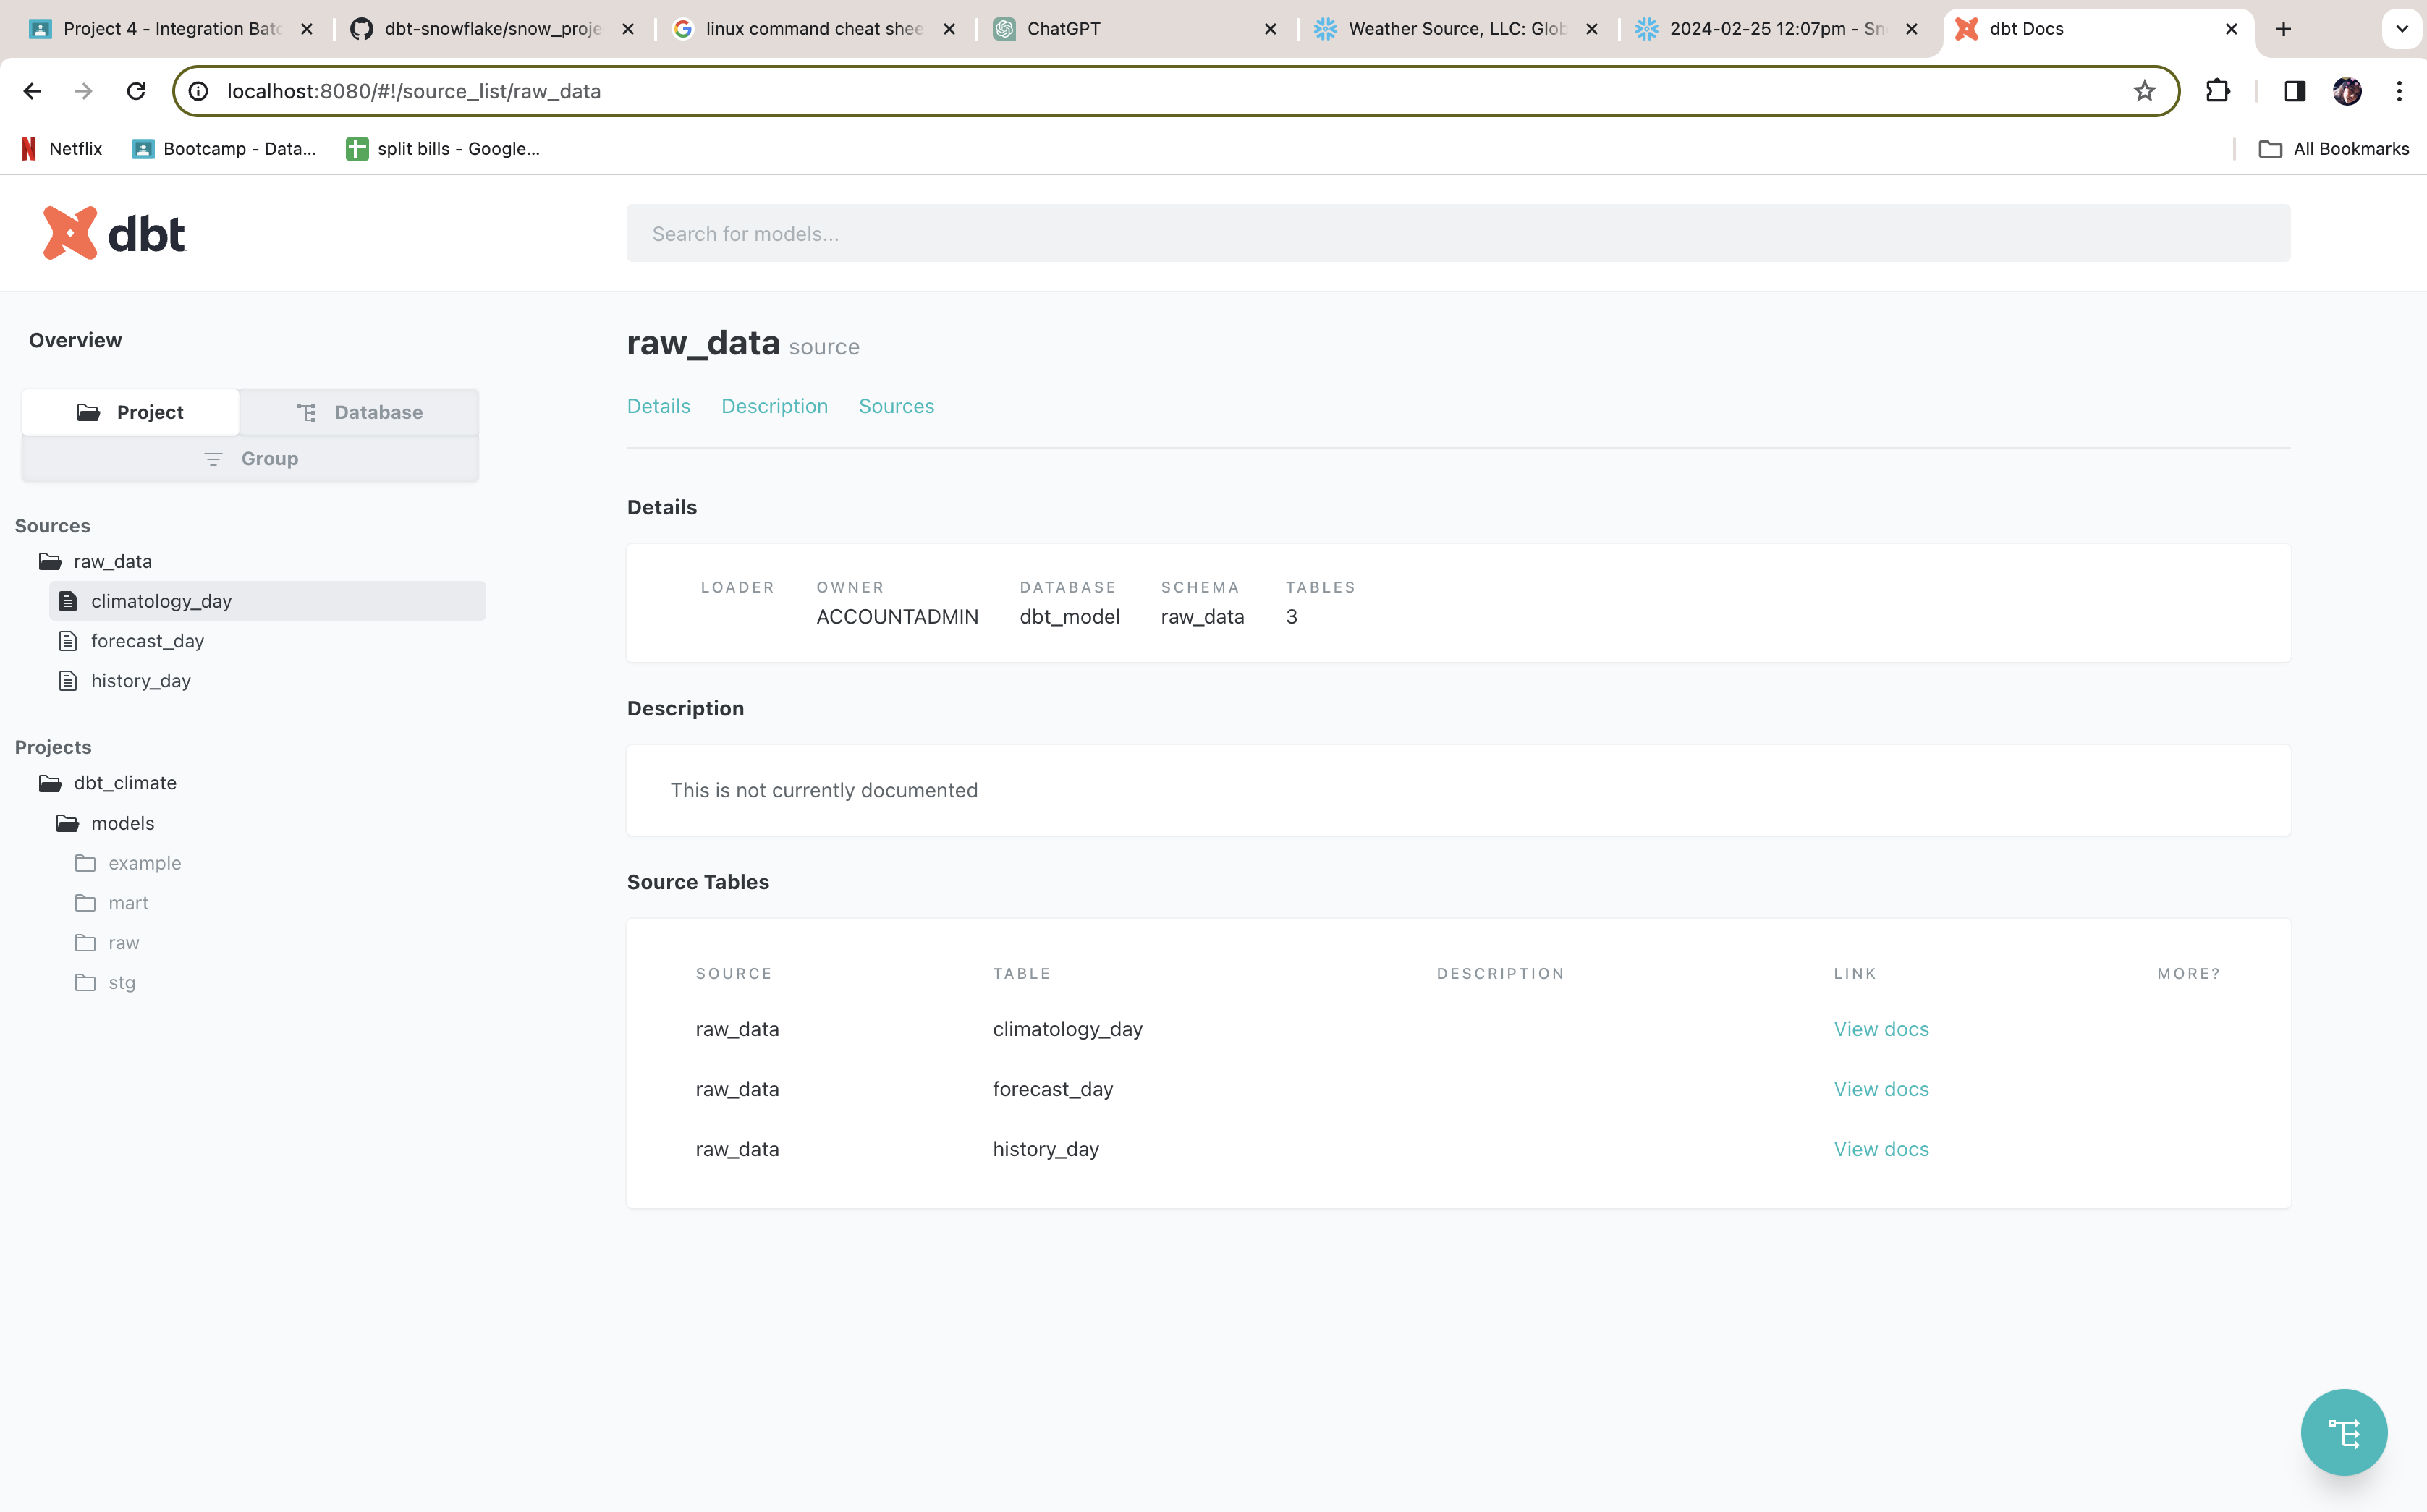 Project 4 - Integration Batc
dbt-snowflake/snow_proje
linux command cheat shee
ChatGPT
Weather Source, LLC: Glob
2024-02-25 12:07pm - Sn
dbt Docs
localhost:8080/#!/source_list/raw_data
Netflix
Bootcamp - Data...
split bills - Google...
All Bookmarks
dbt
Search for models...
Overview
Project
Database
Group
Sources
raw_data
climatology_day
forecast_day
history_day
Projects
dbt_climate
models
example
mart
raw
stg
raw_data source
Details Description Sources
Details
LOADER OWNER DATABASE SCHEMA TABLES
ACCOUNTADMIN dbt_model raw_data 3
Description
This is not currently documented
Source Tables
SOURCE TABLE DESCRIPTION LINK MORE?
raw_data climatology_day View docs
raw_data forecast_day View docs
raw_data history_day View docs